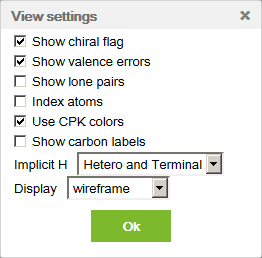 View settings
Show chiral flag
Show valence errors
Show lone pairs
Index atoms
Use CPK colors
Show carbon labels
Implicit H Hetero and Terminal
Display wireframe
Ok